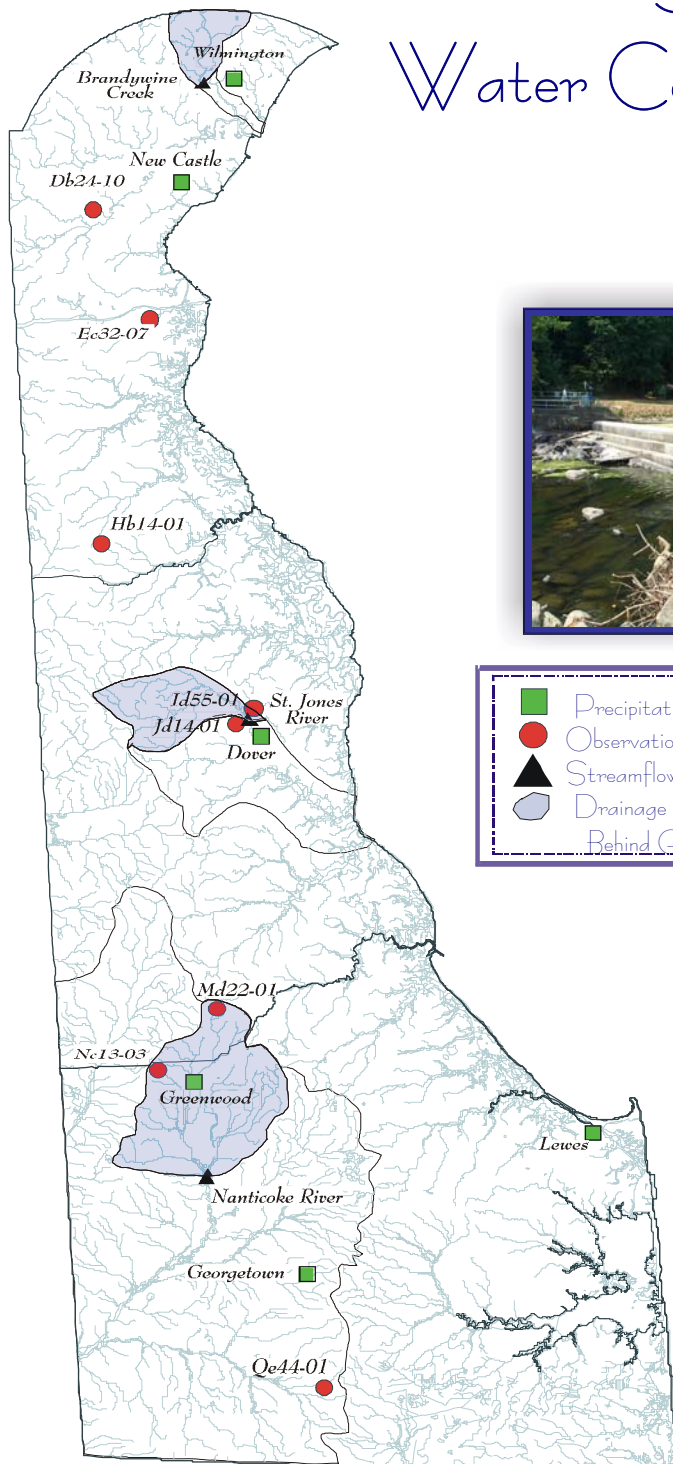 Water
Wilmington
Brandywine
Creek
New Castle
Db24-10
Ec32-07
Hb14-01
Id55-01
St. Jones
River
Jd14-01
Dover
Precipitat
Observatio
Streamflow
Drainage
Behind G
Md22-01
Nc13-03
Greenwood
Lewes
Nanticoke River
Georgetown
Qe44-01